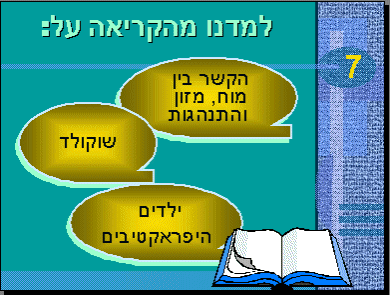 למדנו מהקריאה על:
7
הקשר בין
מוח, מזון
והתנהגות
שוקולד
ילדים
היפראקטיבים